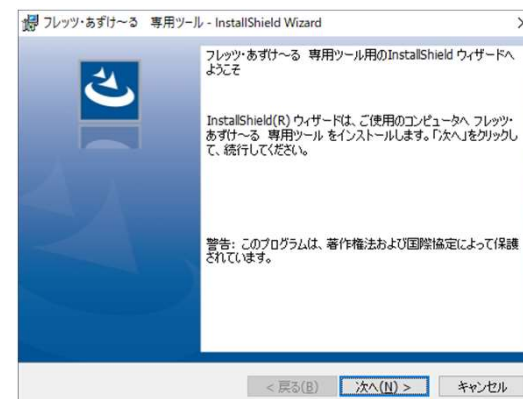 フレッツ・あずけ～る　専用ツール - InstallShield Wizard
フレッツ・あずけ～る　専用ツール用のInstallShield ウィザードへ
ようこそ
InstallShield(R) ウィザードは、ご使用のコンピュータへ フレッツ・
あずけ～る　専用ツール をインストールします。「次へ」をクリックし
て、続行してください。
警告: このプログラムは、著作権法および国際協定によって保護
されています。
< 戻る(B)
次へ(N) >
キャンセル